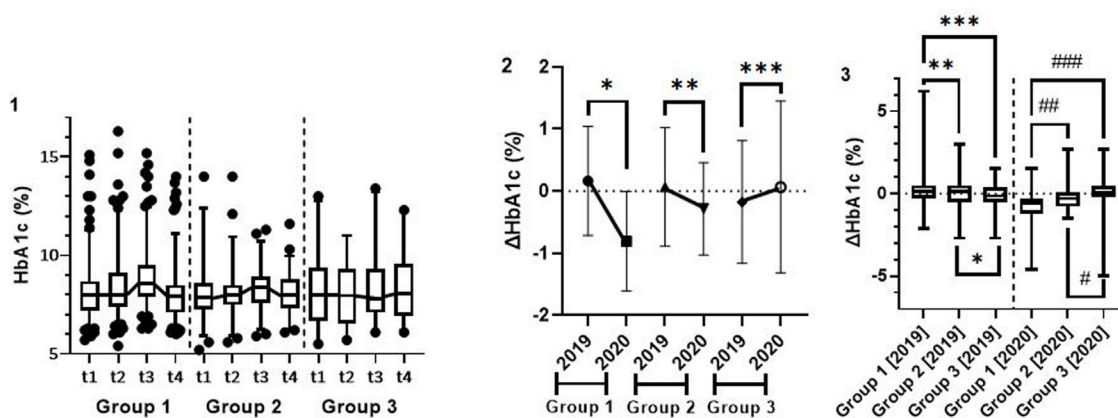 1
HbA1c (%)
15
10
5
t1 t2 t3 t4 t1 t2 t3 t4 t1 t2 t3 t4
Group 1 Group 2 Group 3
2
ΔHbA1c (%)
* ** ***
2
1
0
-1
-2
2019 2020 2019 2020 2019 2020
Group 1 Group 2 Group 3
3
ΔHbA1c (%)
***
**
###
##
*
#
5
0
-5
Group 1 [2019]
Group 2 [2019]
Group 3 [2019]
Group 1 [2020]
Group 2 [2020]
Group 3 [2020]